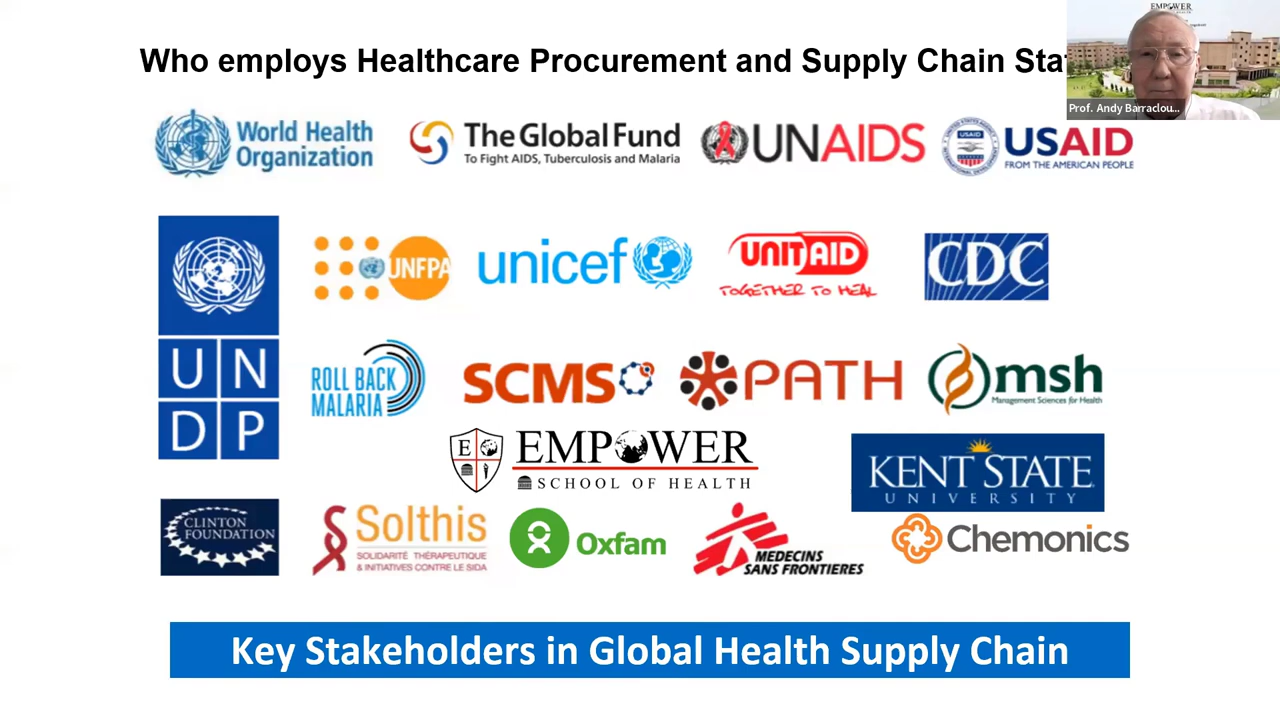 EMPOWER
Who employs Healthcare Procurement and Supply Chain
Prof. Andy Barraclou...
World Health
Organization
The Global Fund
To Fight AIDS, Tuberculosis and Malaria
UNAIDS
USAID
USAID
FROM THE AMERICAN PEOPLE
UNDP
UNFPA
unicef
UNITAID
TOGETHER TO HEAL
CDC
ROLL BACK
MALARIA
SCMS
PATH
msh
Management Sciences for Health
E
EMPOWER
SCHOOL OF HEALTH
KENT STATE
UNIVERSITY
CLINTON
FOUNDATION
Solthis
SOLIDARITÉ THÉRAPEUTIQUE
& INITIATIVES CONTRE LE SIDA
Oxfam
MEDECINS
SANS FRONTIERES
Chemonics
Key Stakeholders in Global Health Supply Chain